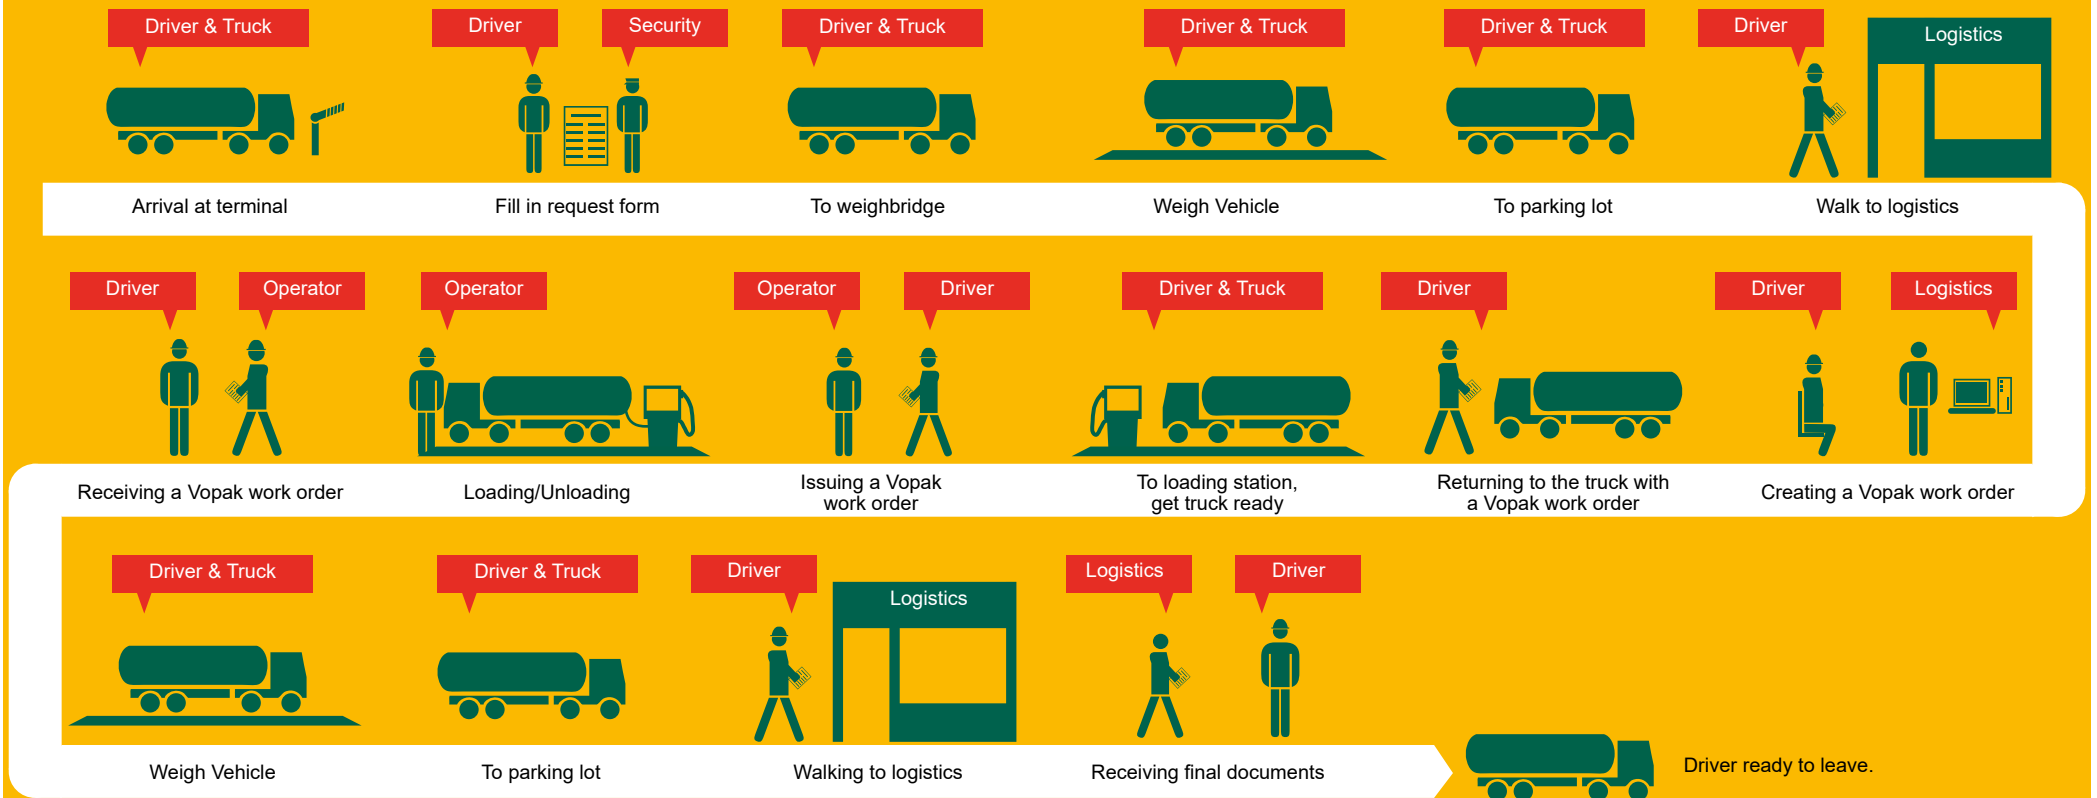 Driver & Truck
Driver
Security
Driver & Truck
Driver & Truck
Driver & Truck
Driver
Logistics
Arrival at terminal
Fill in request form
To weighbridge
Weigh Vehicle
To parking lot
Walk to logistics
Driver
Operator
Operator
Operator
Driver
Driver & Truck
Driver
Driver
Logistics
Receiving a Vopak work order
Loading/Unloading
Issuing a Vopak
work order
To loading station,
get truck ready
Returning to the truck with
a Vopak work order
Creating a Vopak work order
Driver & Truck
Driver & Truck
Driver
Logistics
Logistics
Driver
Weigh Vehicle
To parking lot
Walking to logistics
Receiving final documents
Driver ready to leave.